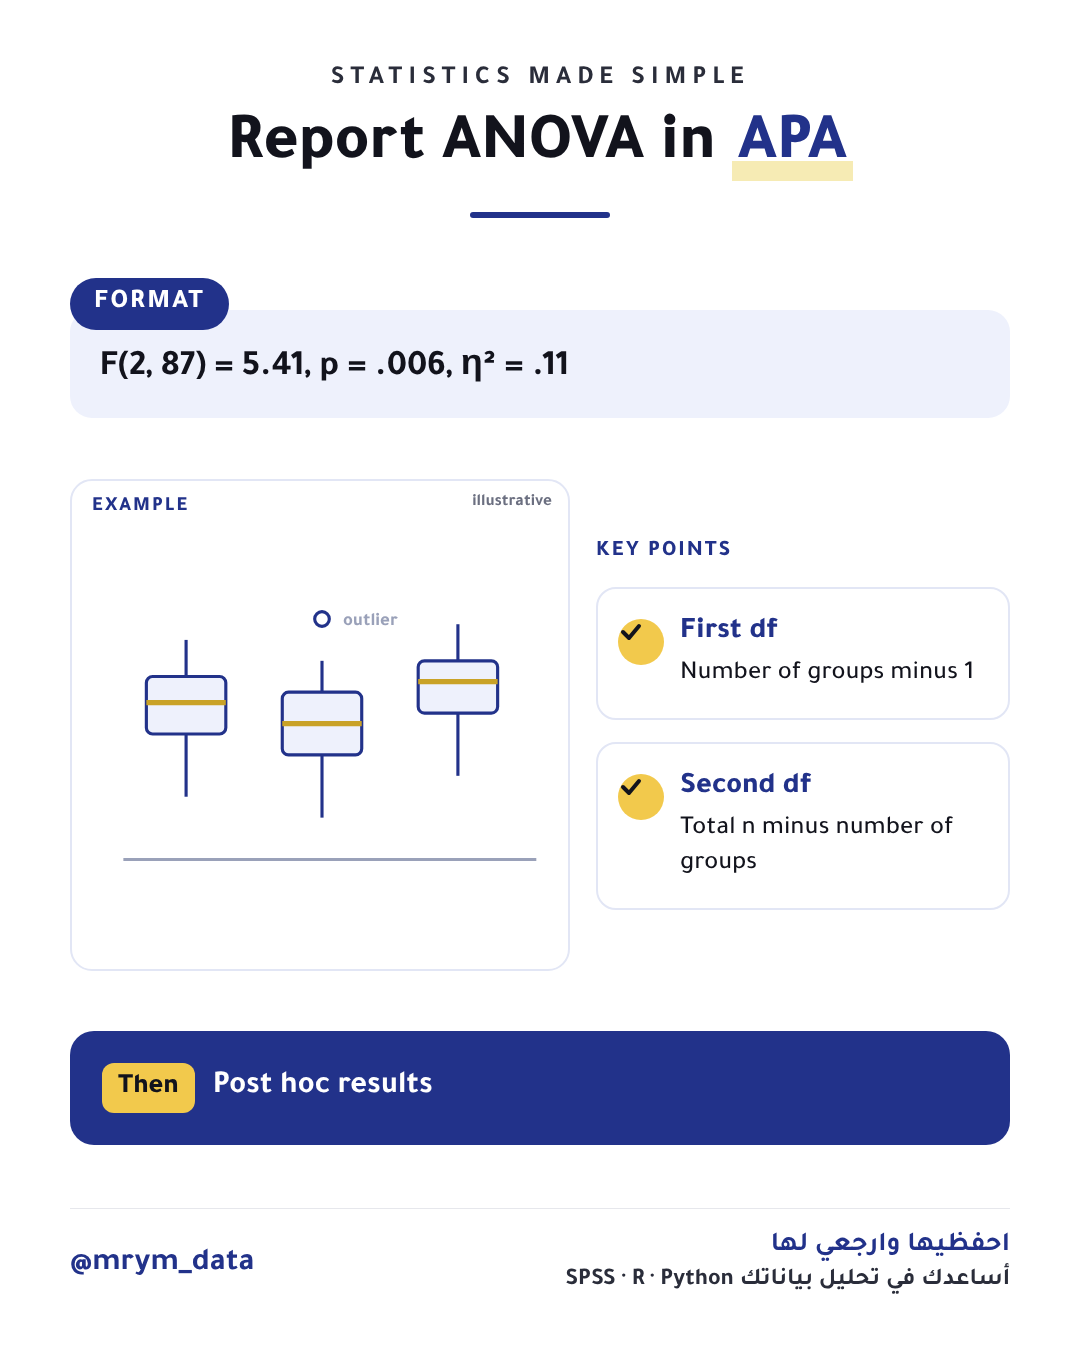 STATISTICS MADE SIMPLE
Report ANOVA in APA
FORMAT
F(2, 87) = 5.41, p = .006, η² = .11
EXAMPLE
illustrative
outlier
KEY POINTS
First df
Number of groups minus 1
Second df
Total n minus number of
groups
Then Post hoc results
@mrym_data
احفظيها وارجعي لها
أساعدك في تحليل بياناتك SPSS · R · Python